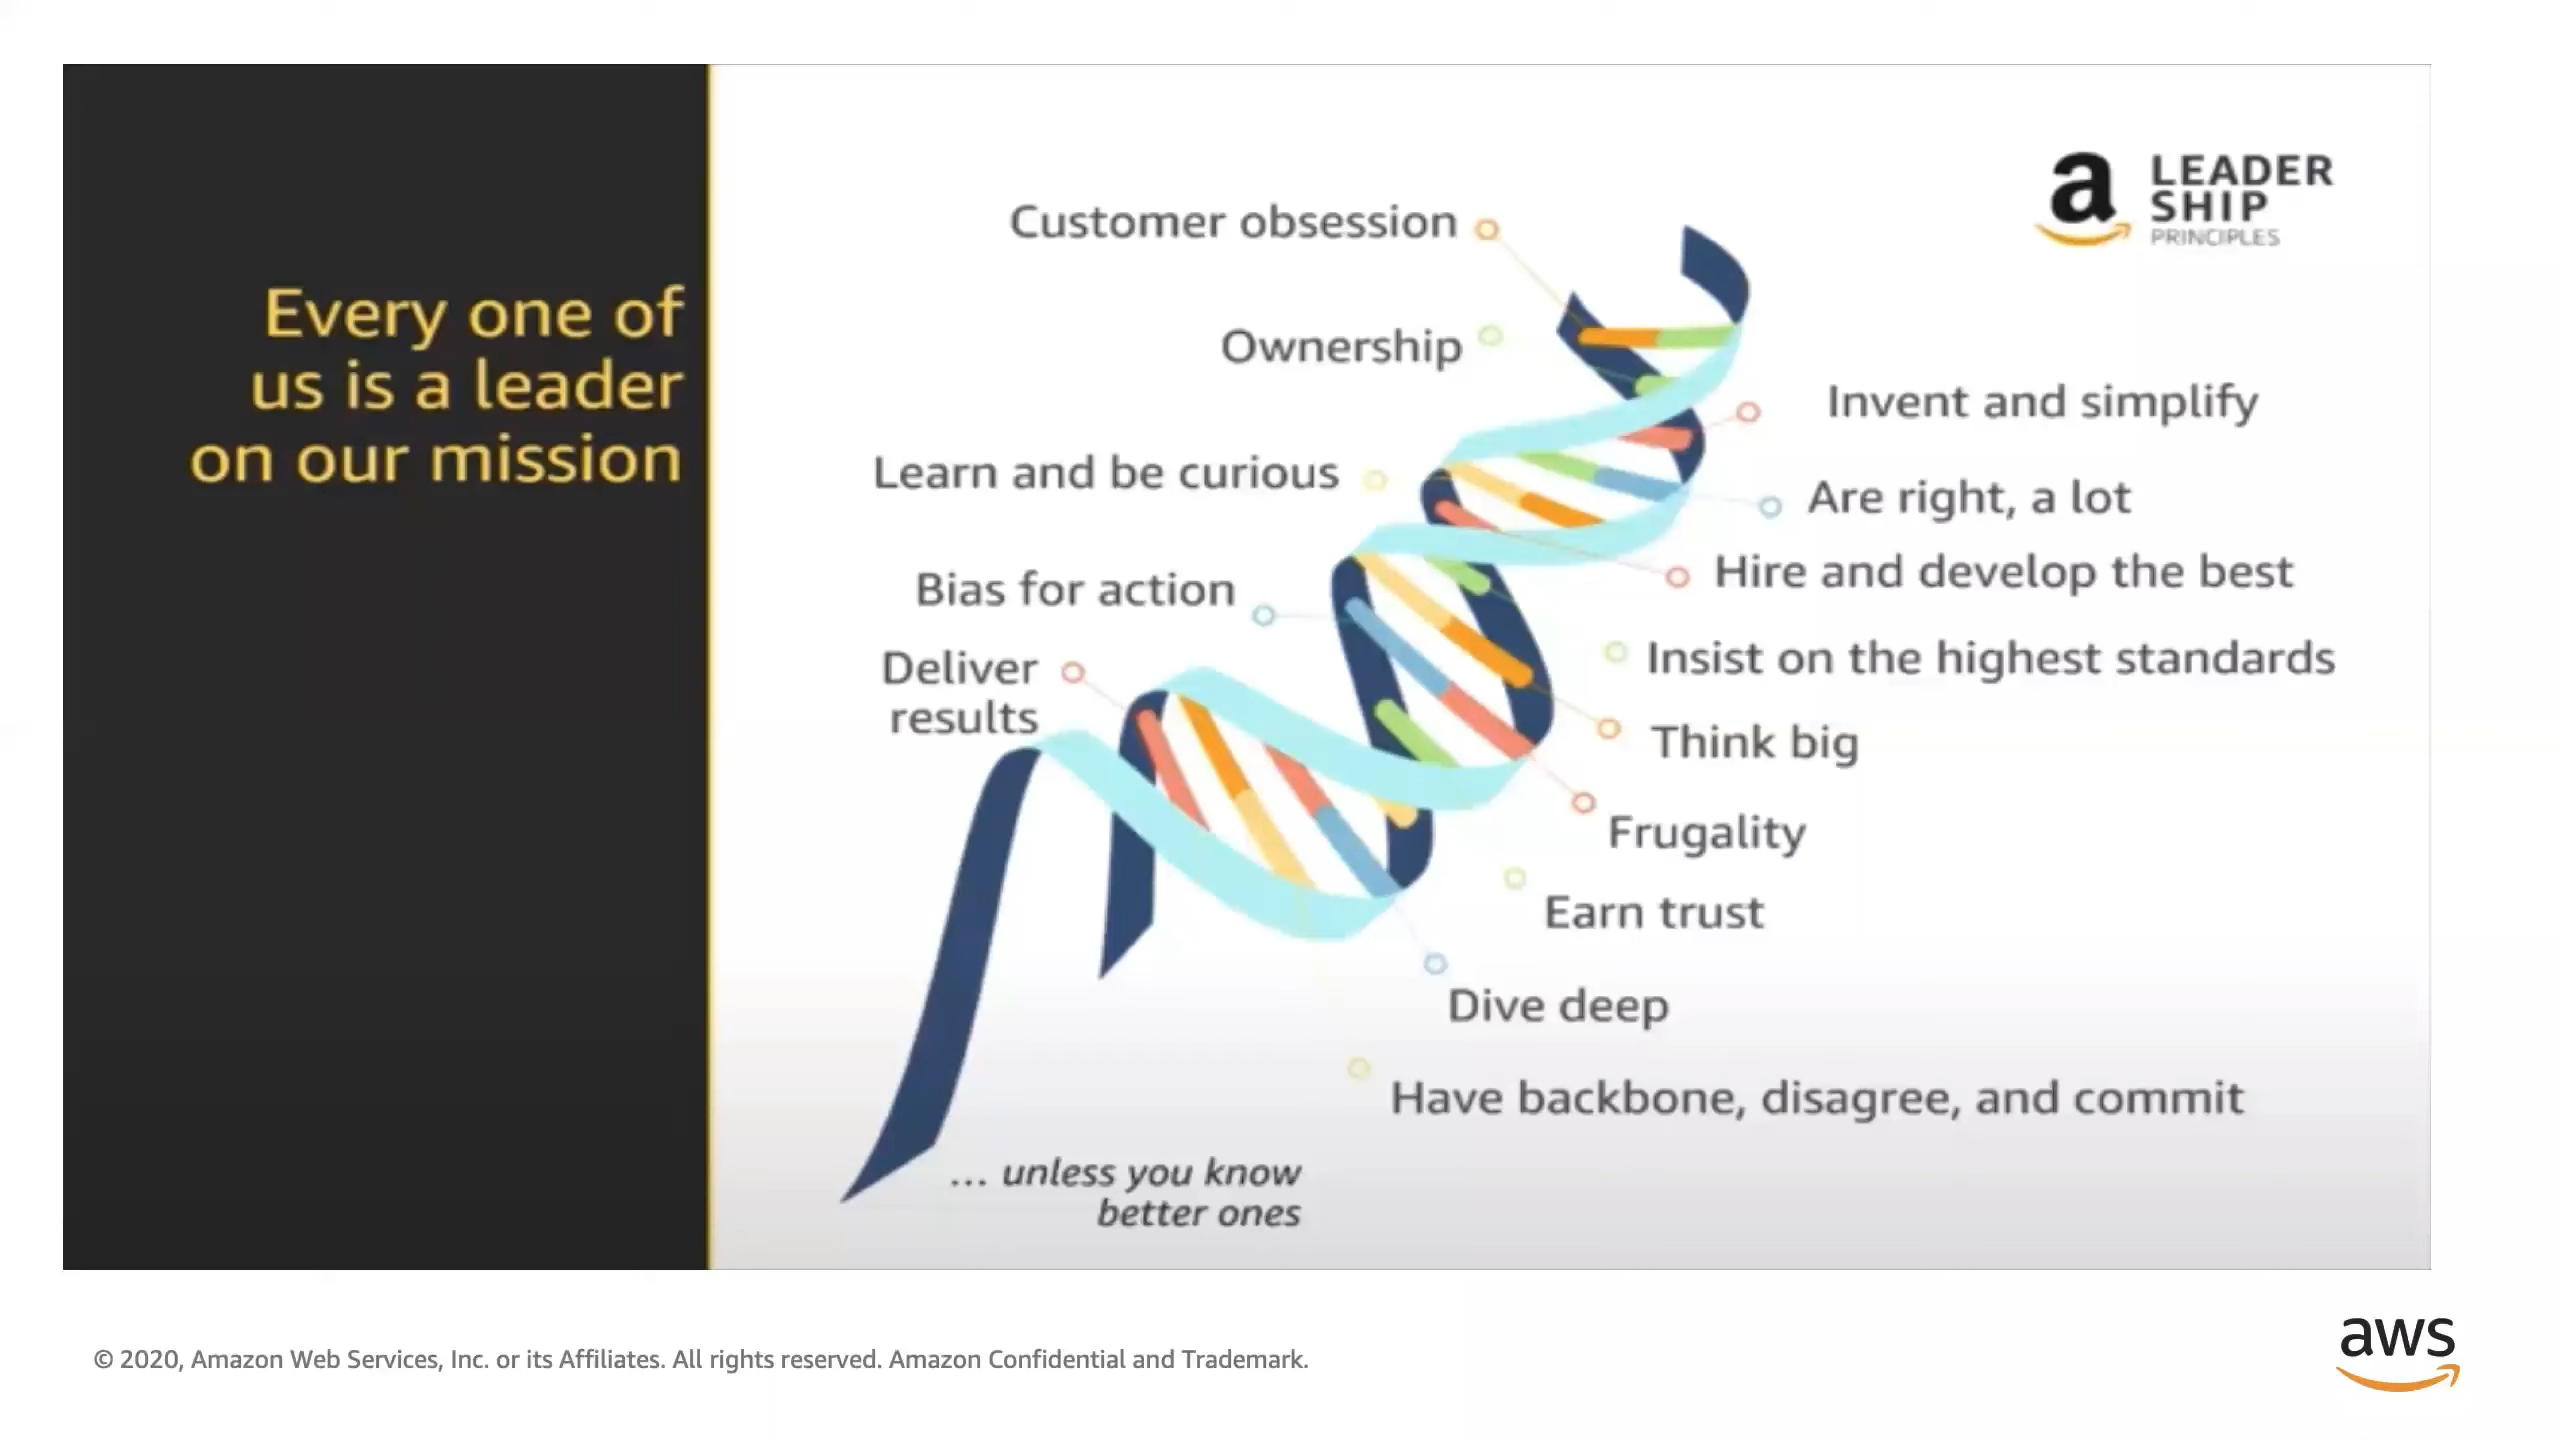 Every one of
us is a leader
on our mission
a
LEADER
SHIP
PRINCIPLES
Customer obsession
Ownership
Invent and simplify
Learn and be curious
Are right, a lot
Hire and develop the best
Bias for action
Insist on the highest standards
Deliver
results
Think big
Frugality
Earn trust
Dive deep
Have backbone, disagree, and commit
... unless you know
better ones
© 2020, Amazon Web Services, Inc. or its Affiliates. All rights reserved. Amazon Confidential and Trademark.
aws